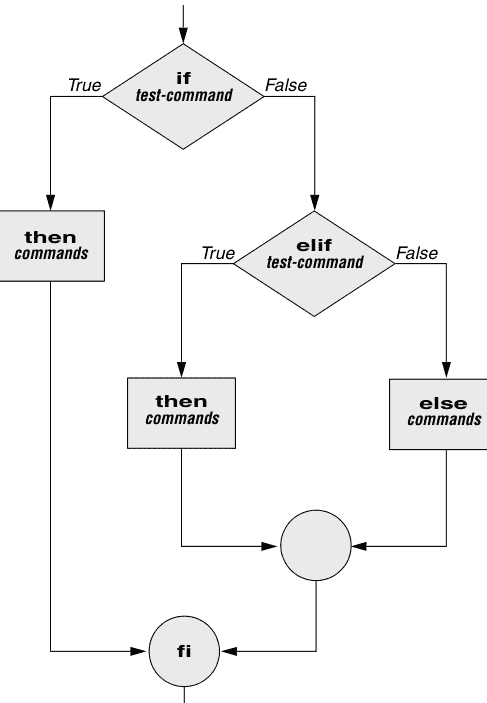 if
test-command
True
False
then
commands
elif
test-command
True
False
then
commands
else
commands
fi